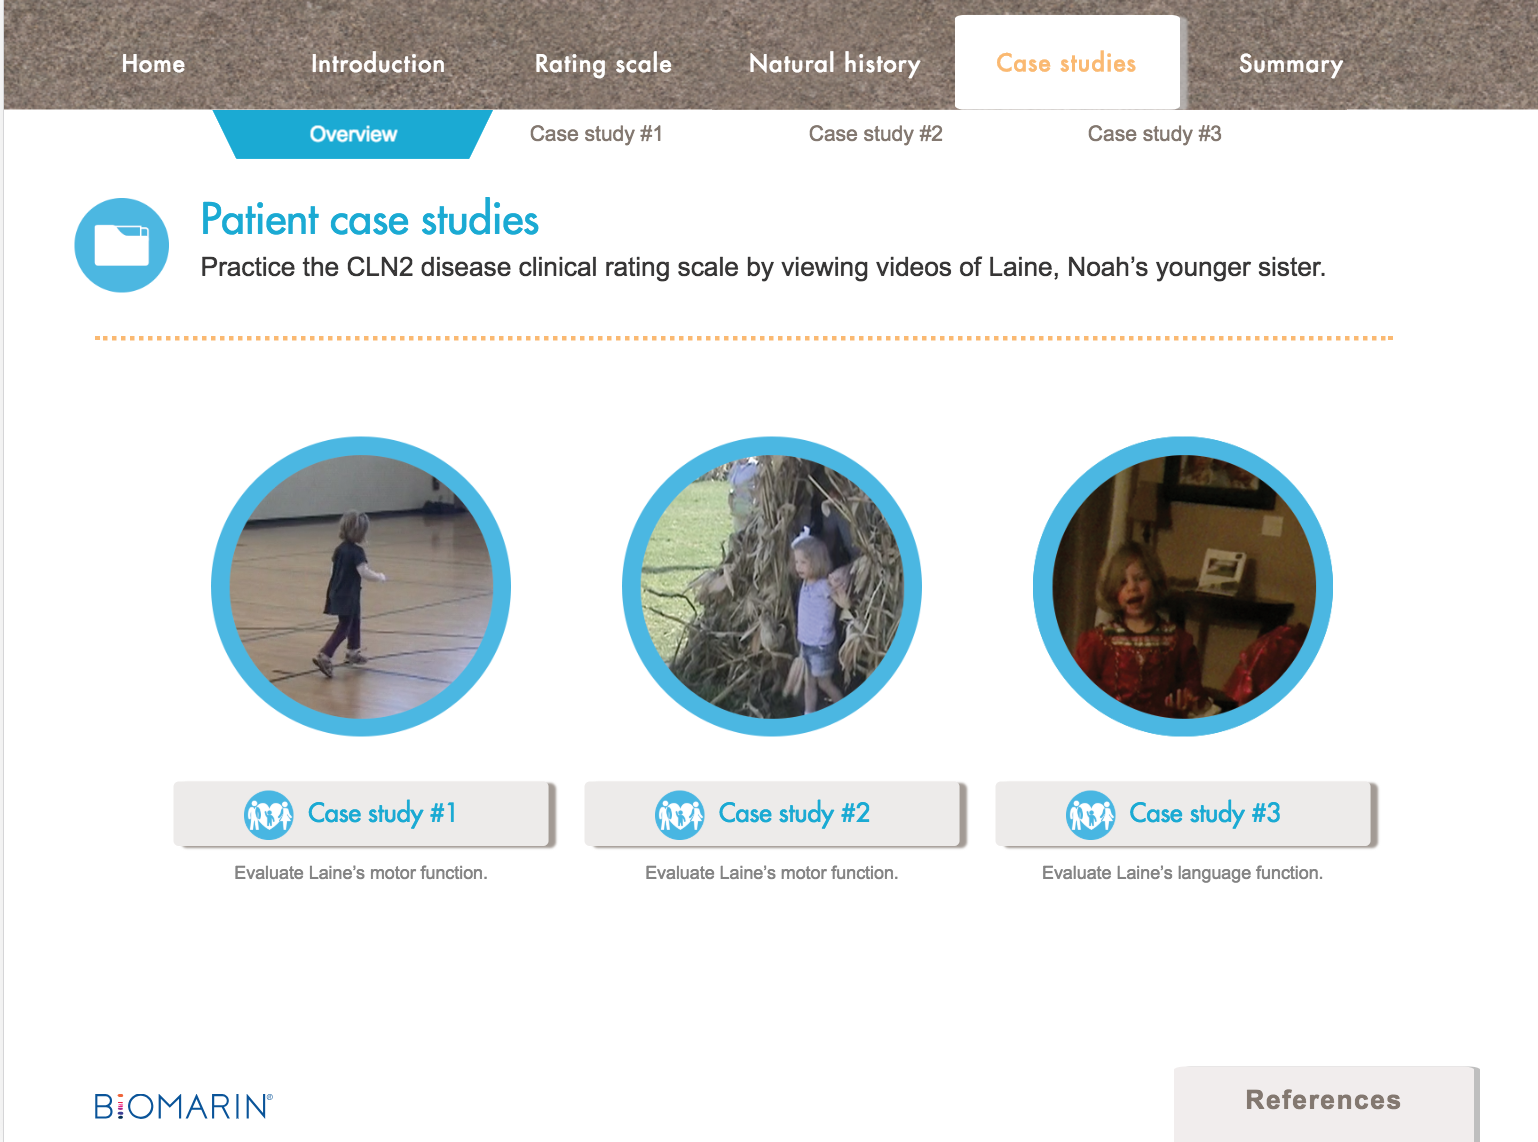 Home Introduction Rating scale Natural history Case studies Summary
Overview Case study #1 Case study #2 Case study #3
Patient case studies
Practice the CLN2 disease clinical rating scale by viewing videos of Laine, Noah’s younger sister.
Case study #1 Case study #2 Case study #3
Evaluate Laine’s motor function. Evaluate Laine’s motor function. Evaluate Laine’s language function.
BIOMARIN®
References